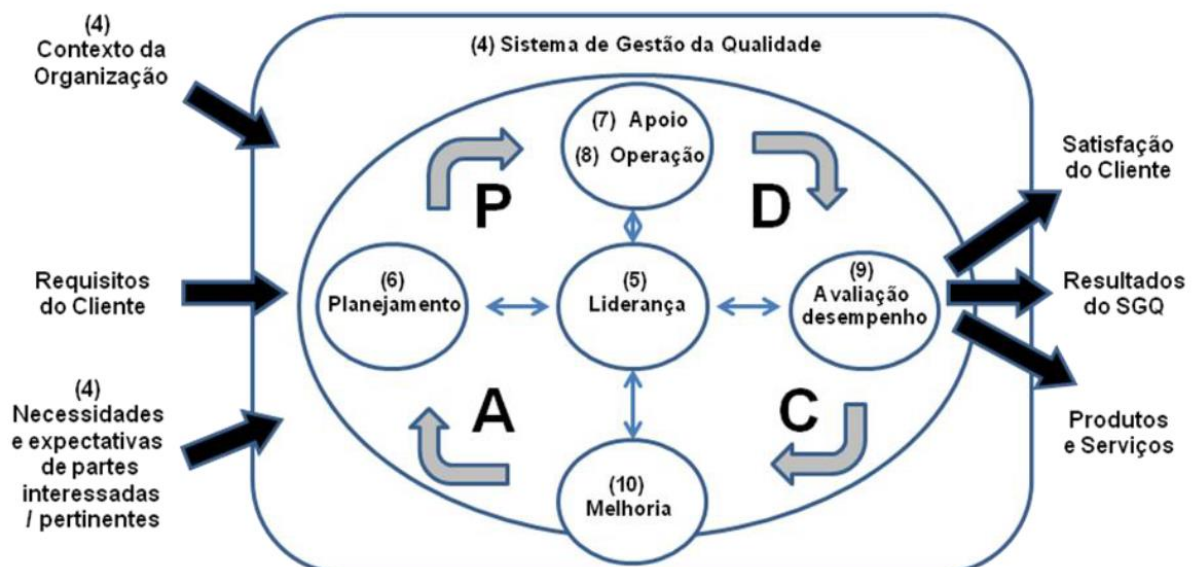 (4)
Contexto da
Organização
Requisitos
do Cliente
(4)
Necessidades
e expectativas
de partes
interessadas
/ pertinentes
(4) Sistema de Gestão da Qualidade
(7) Apoio
(8) Operação
P
D
(6)
Planejamento
(5)
Liderança
(9)
Avaliação
desempenho
A
C
(10)
Melhoria
Satisfação
do Cliente
Resultados
do SGQ
Produtos
e Serviços